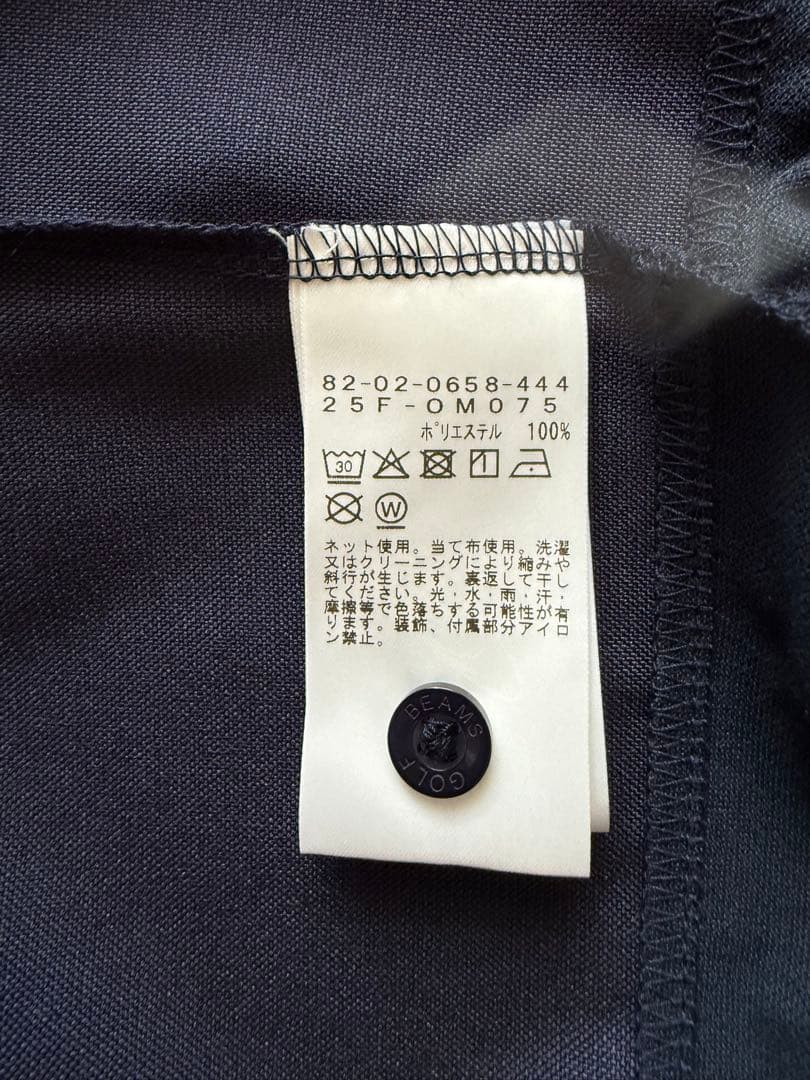 82-02-0658-444
25F-0M075
ポリエステル 100%
30
W
ネット使用。当て布使用。洗濯
又はクリーニングにより縮みや
斜行が生じます。裏返して干し
てください。光・水・雨・汗・
摩擦等で色落ちする可能性が有
ります。装飾、付属部分アイロ
ン禁止。
BEAMS
GOLF